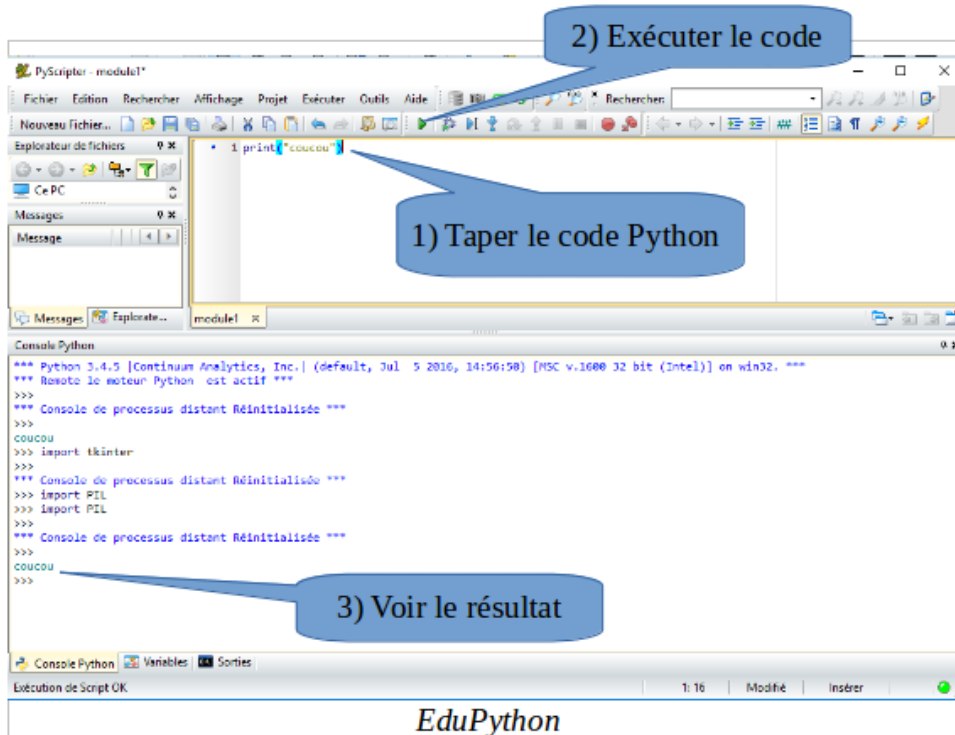 2) Exécuter le code
PyScripter - module1*
Fichier Edition Rechercher Affichage Projet Exécuter Outils Aide Rechercher:
Nouveau Fichier...
Explorateur de fichiers
1 print("coucou")
Ce PC
Messages
Message
1) Taper le code Python
Messages Explorate... module1
Console Python
*** Python 3.4.5 |Continuum Analytics, Inc.| (default, Jul 5 2016, 14:56:50) [MSC v.1600 32 bit (Intel)] on win32. ***
*** Remote le moteur Python est actif ***
>>>
*** Console de processus distant Réinitialisée ***
>>>
coucou
>>> import tkinter
>>>
*** Console de processus distant Réinitialisée ***
>>> import PIL
>>> import PIL
>>>
*** Console de processus distant Réinitialisée ***
>>>
coucou
>>>
3) Voir le résultat
Console Python Variables Sorties
Exécution de Script OK 1: 16 Modifié Insérer
EduPython